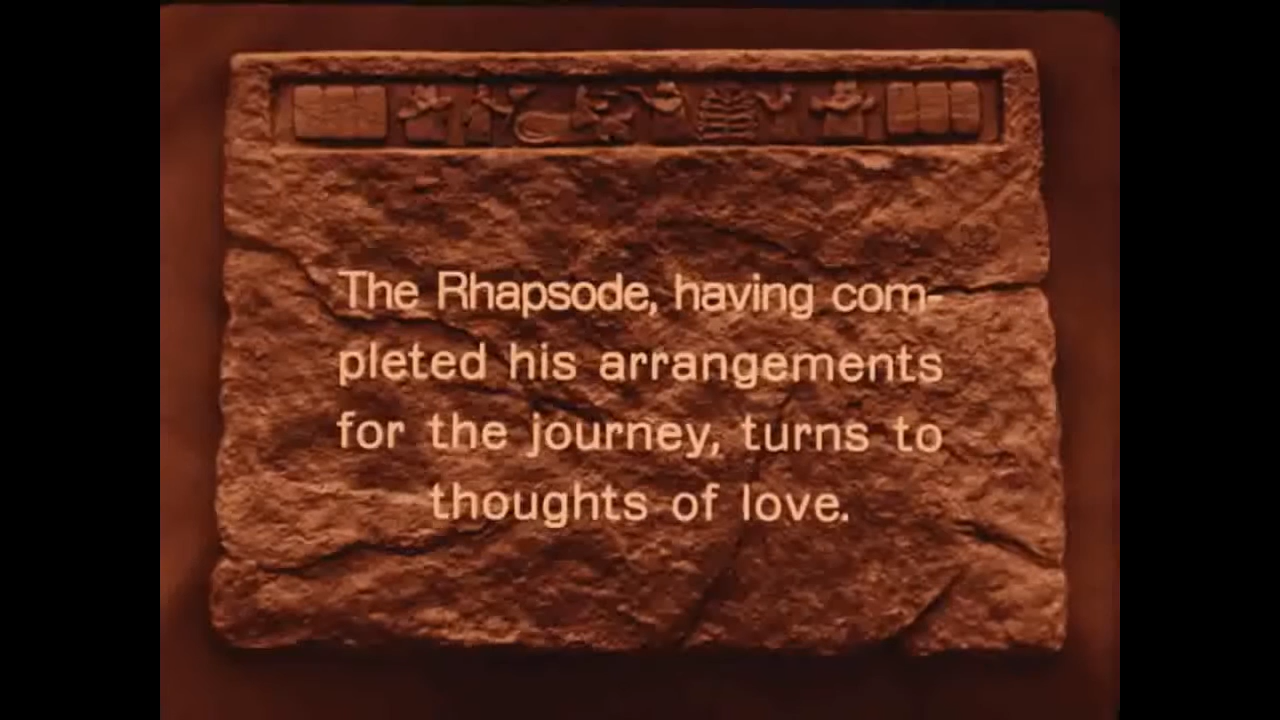 The Rhapsode, having com-
pleted his arrangements
for the journey, turns to
thoughts of love.